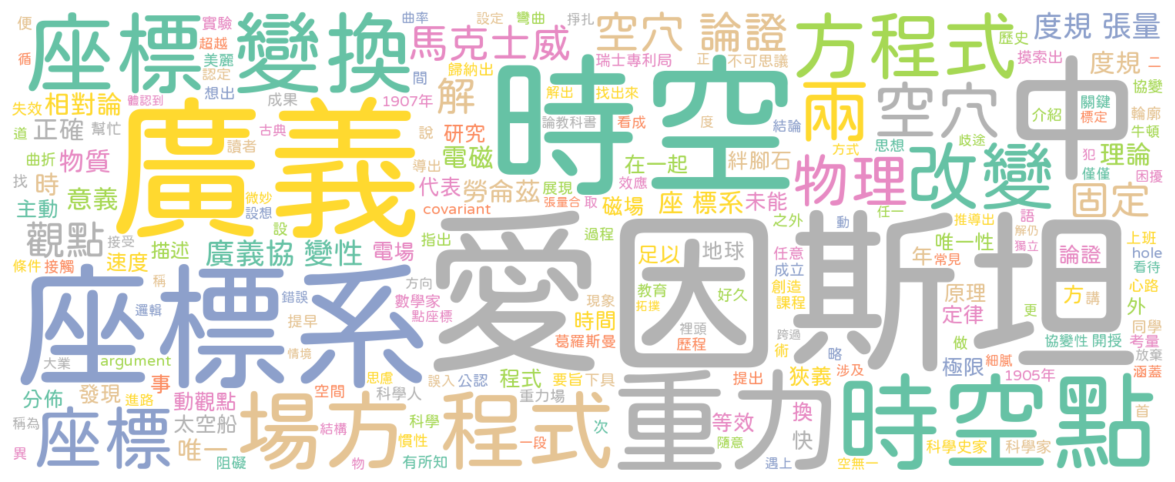 便 座標 變換 實驗 曲率 設定 彎曲 掙扎 空穴 論證 方程式 歷史 度規 張量
循 超越 美麗 馬克士威 瑞士專利局 正 不可思議 摸索出 度規 二
認定 想出 間 歸納出 時空 解出 找出來 兩 空穴 中 介紹 關鍵 標定 協變 輪廓
失效 相對論 體認到 成果 1907年 解 論教科書 看成 度 結論 牛頓
道 正確 幫忙 廣義 古典 讀者 說 研究 方式 思想 歧途 犯 理論
曲折 物質 導出 電磁 效應 在一起 絆腳石 物理 改變 僅僅 困擾
找 時 意義 微妙 設想 代表 勞侖茲 展現 張量合 取 磁場 座 標系 未能 任一 固定
主動 設 covariant 過程 之外 動 推導出 語
觀點 接受 描述 廣義協 變性 電場 指出 愛因斯坦 足以 地球 任意 年 唯一性 解仍 獨立 論證 上班 hole
條件 接觸 速度 稱 方向 現象 教育 好久 成立 常見 看待
座標系 邏輯 錯誤 數學家 點座標 時間 拓撲 裡頭 創造 課程 原理 定律 方 講 心路 外
提早 葛羅斯曼 歷程 跨過 術 更 同學
大業 argument 情境 略 做 協變性 開授 考量 放棄
分佈 發現 事 空間 思慮 誤入 公認 程式 要旨下具 提出 狹義 涉及 極限 細膩 1905年 涵蓋
稱為 進路 動觀點 科學人 重力場 重力 換 時空點 首
座標 太空船 場方 程式 結構 科學 慣性 一段 次 等效 快 隨意
異 唯一 阻礙 物 有所知 遇上 空無一 科學史家 科學家